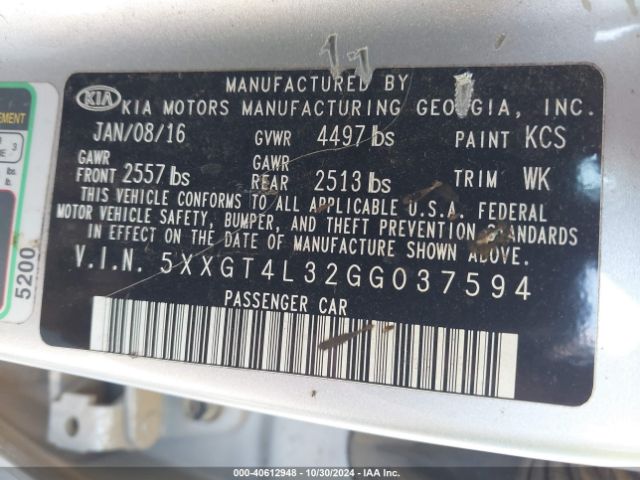 MANUFACTURED BY
KIA KIA MOTORS MANUFACTURING GEORGIA, INC.
JAN/08/16 GVWR 4497 lbs PAINT KCS
GAWR FRONT 2557 lbs GAWR REAR 2513 lbs TRIM WK
THIS VEHICLE CONFORMS TO ALL APPLICABLE U.S.A. FEDERAL
MOTOR VEHICLE SAFETY, BUMPER, AND THEFT PREVENTION STANDARDS
IN EFFECT ON THE DATE OF MANUFACTURE SHOWN ABOVE.
V.I.N. 5XXGT4L32GG037594
PASSENGER CAR
3
lbs.
lb.
5200
000-40612948 - 10/30/2024 - IAA Inc.